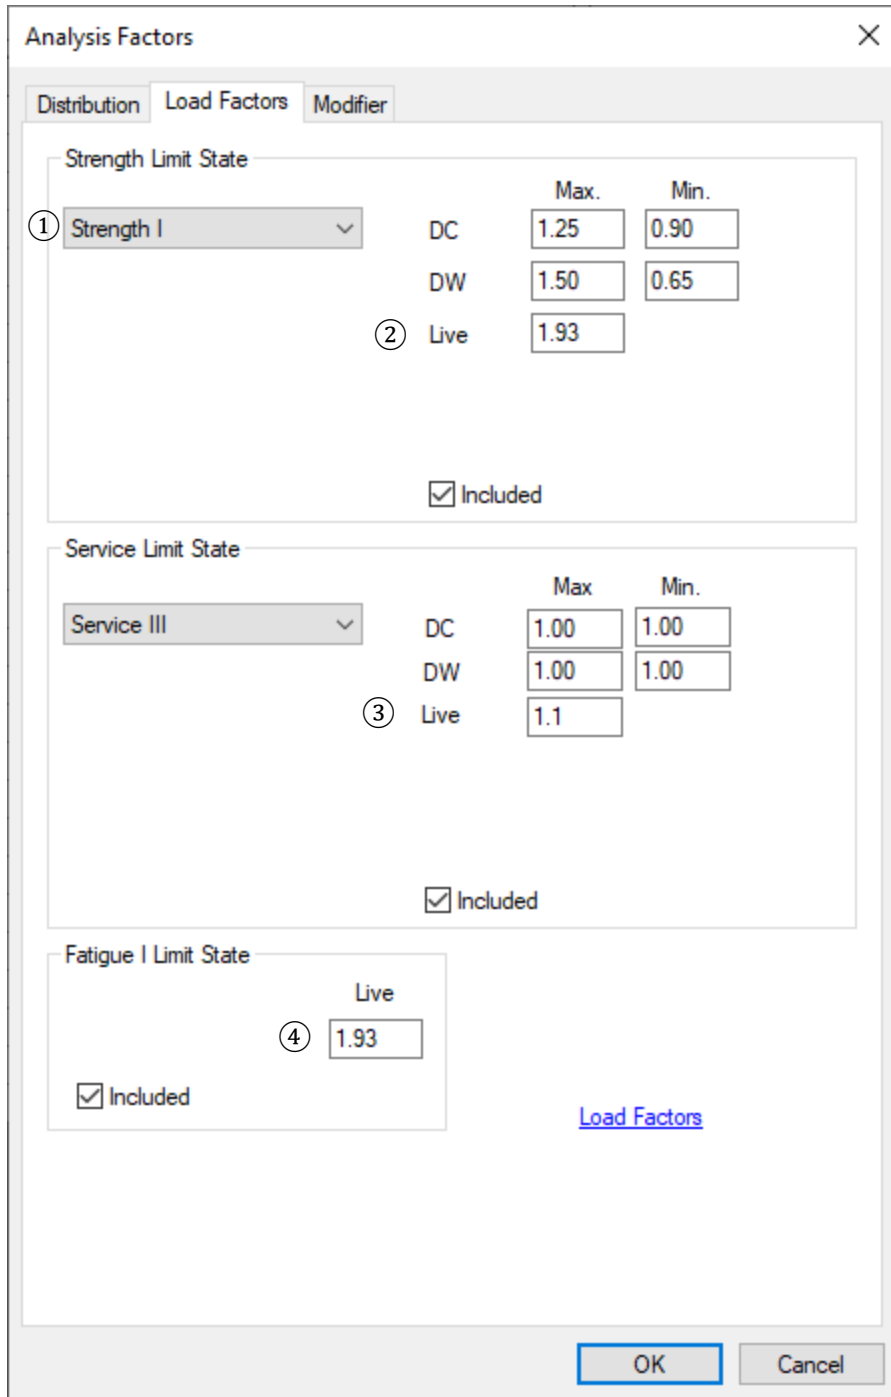 Analysis Factors
Distribution Load Factors Modifier
Strength Limit State
Max. Min.
① Strength I DC 1.25 0.90
DW 1.50 0.65
② Live 1.93
Included
Service Limit State
Max Min.
Service III DC 1.00 1.00
DW 1.00 1.00
③ Live 1.1
Included
Fatigue I Limit State
Live
④ 1.93
Included
Load Factors
OK Cancel